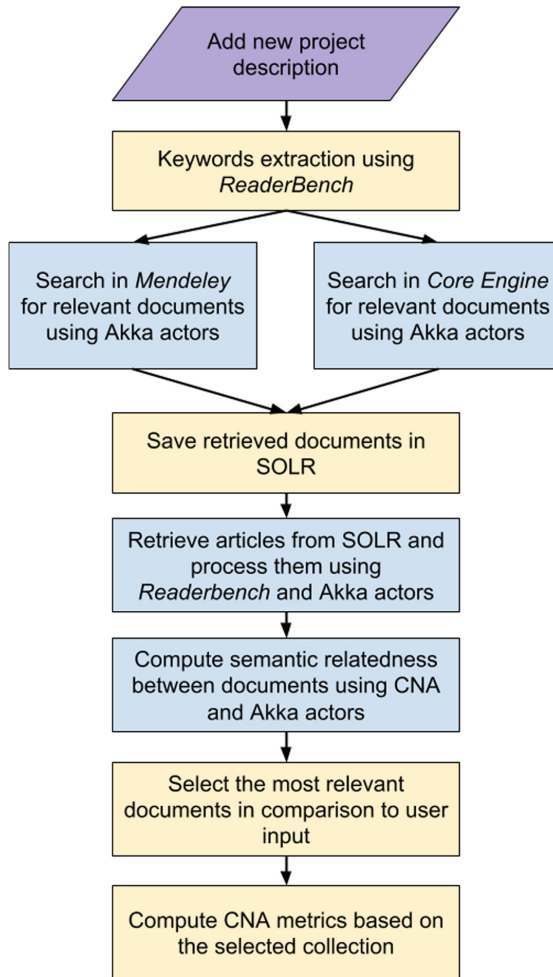 Add new project
description
Keywords extraction using
ReaderBench
Search in Mendeley
for relevant documents
using Akka actors
Search in Core Engine
for relevant documents
using Akka actors
Save retrieved documents in
SOLR
Retrieve articles from SOLR and
process them using
Readerbench and Akka actors
Compute semantic relatedness
between documents using CNA
and Akka actors
Select the most relevant
documents in comparison to user
input
Compute CNA metrics based on
the selected collection